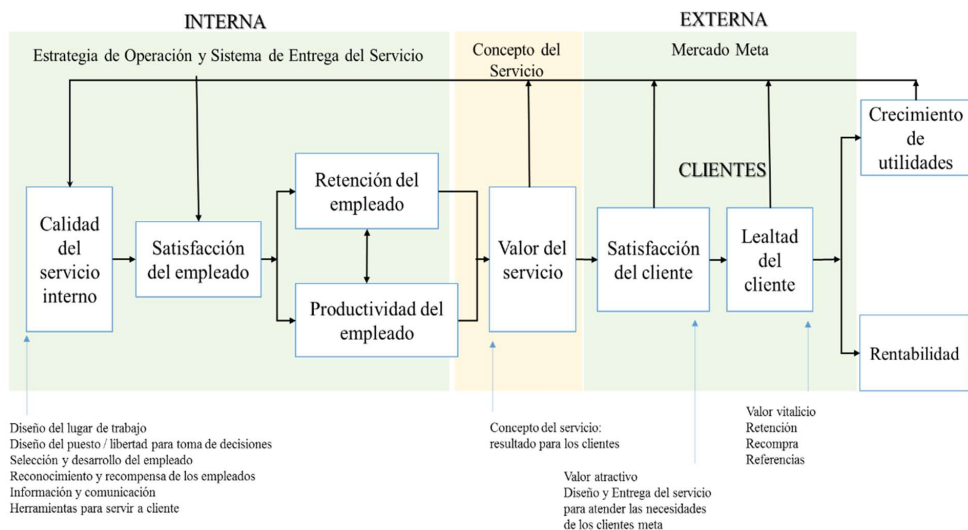 INTERNA
EXTERNA
Estrategia de Operación y Sistema de Entrega del Servicio
Concepto del
Servicio
Mercado Meta
Crecimiento
de
utilidades
CLIENTES
Retención del
empleado
Calidad
del
servicio
interno
Satisfacción
del empleado
Valor del
servicio
Satisfacción
del cliente
Lealtad
del
cliente
Productividad del
empleado
Rentabilidad
Diseño del lugar de trabajo
Diseño del puesto / libertad para toma de decisiones
Selección y desarrollo del empleado
Reconocimiento y recompensa de los empleados
Información y comunicación
Herramientas para servir a cliente
Concepto del servicio:
resultado para los clientes
Valor atractivo
Diseño y Entrega del servicio
para atender las necesidades
de los clientes meta
Valor vitalicio
Retención
Recompra
Referencias